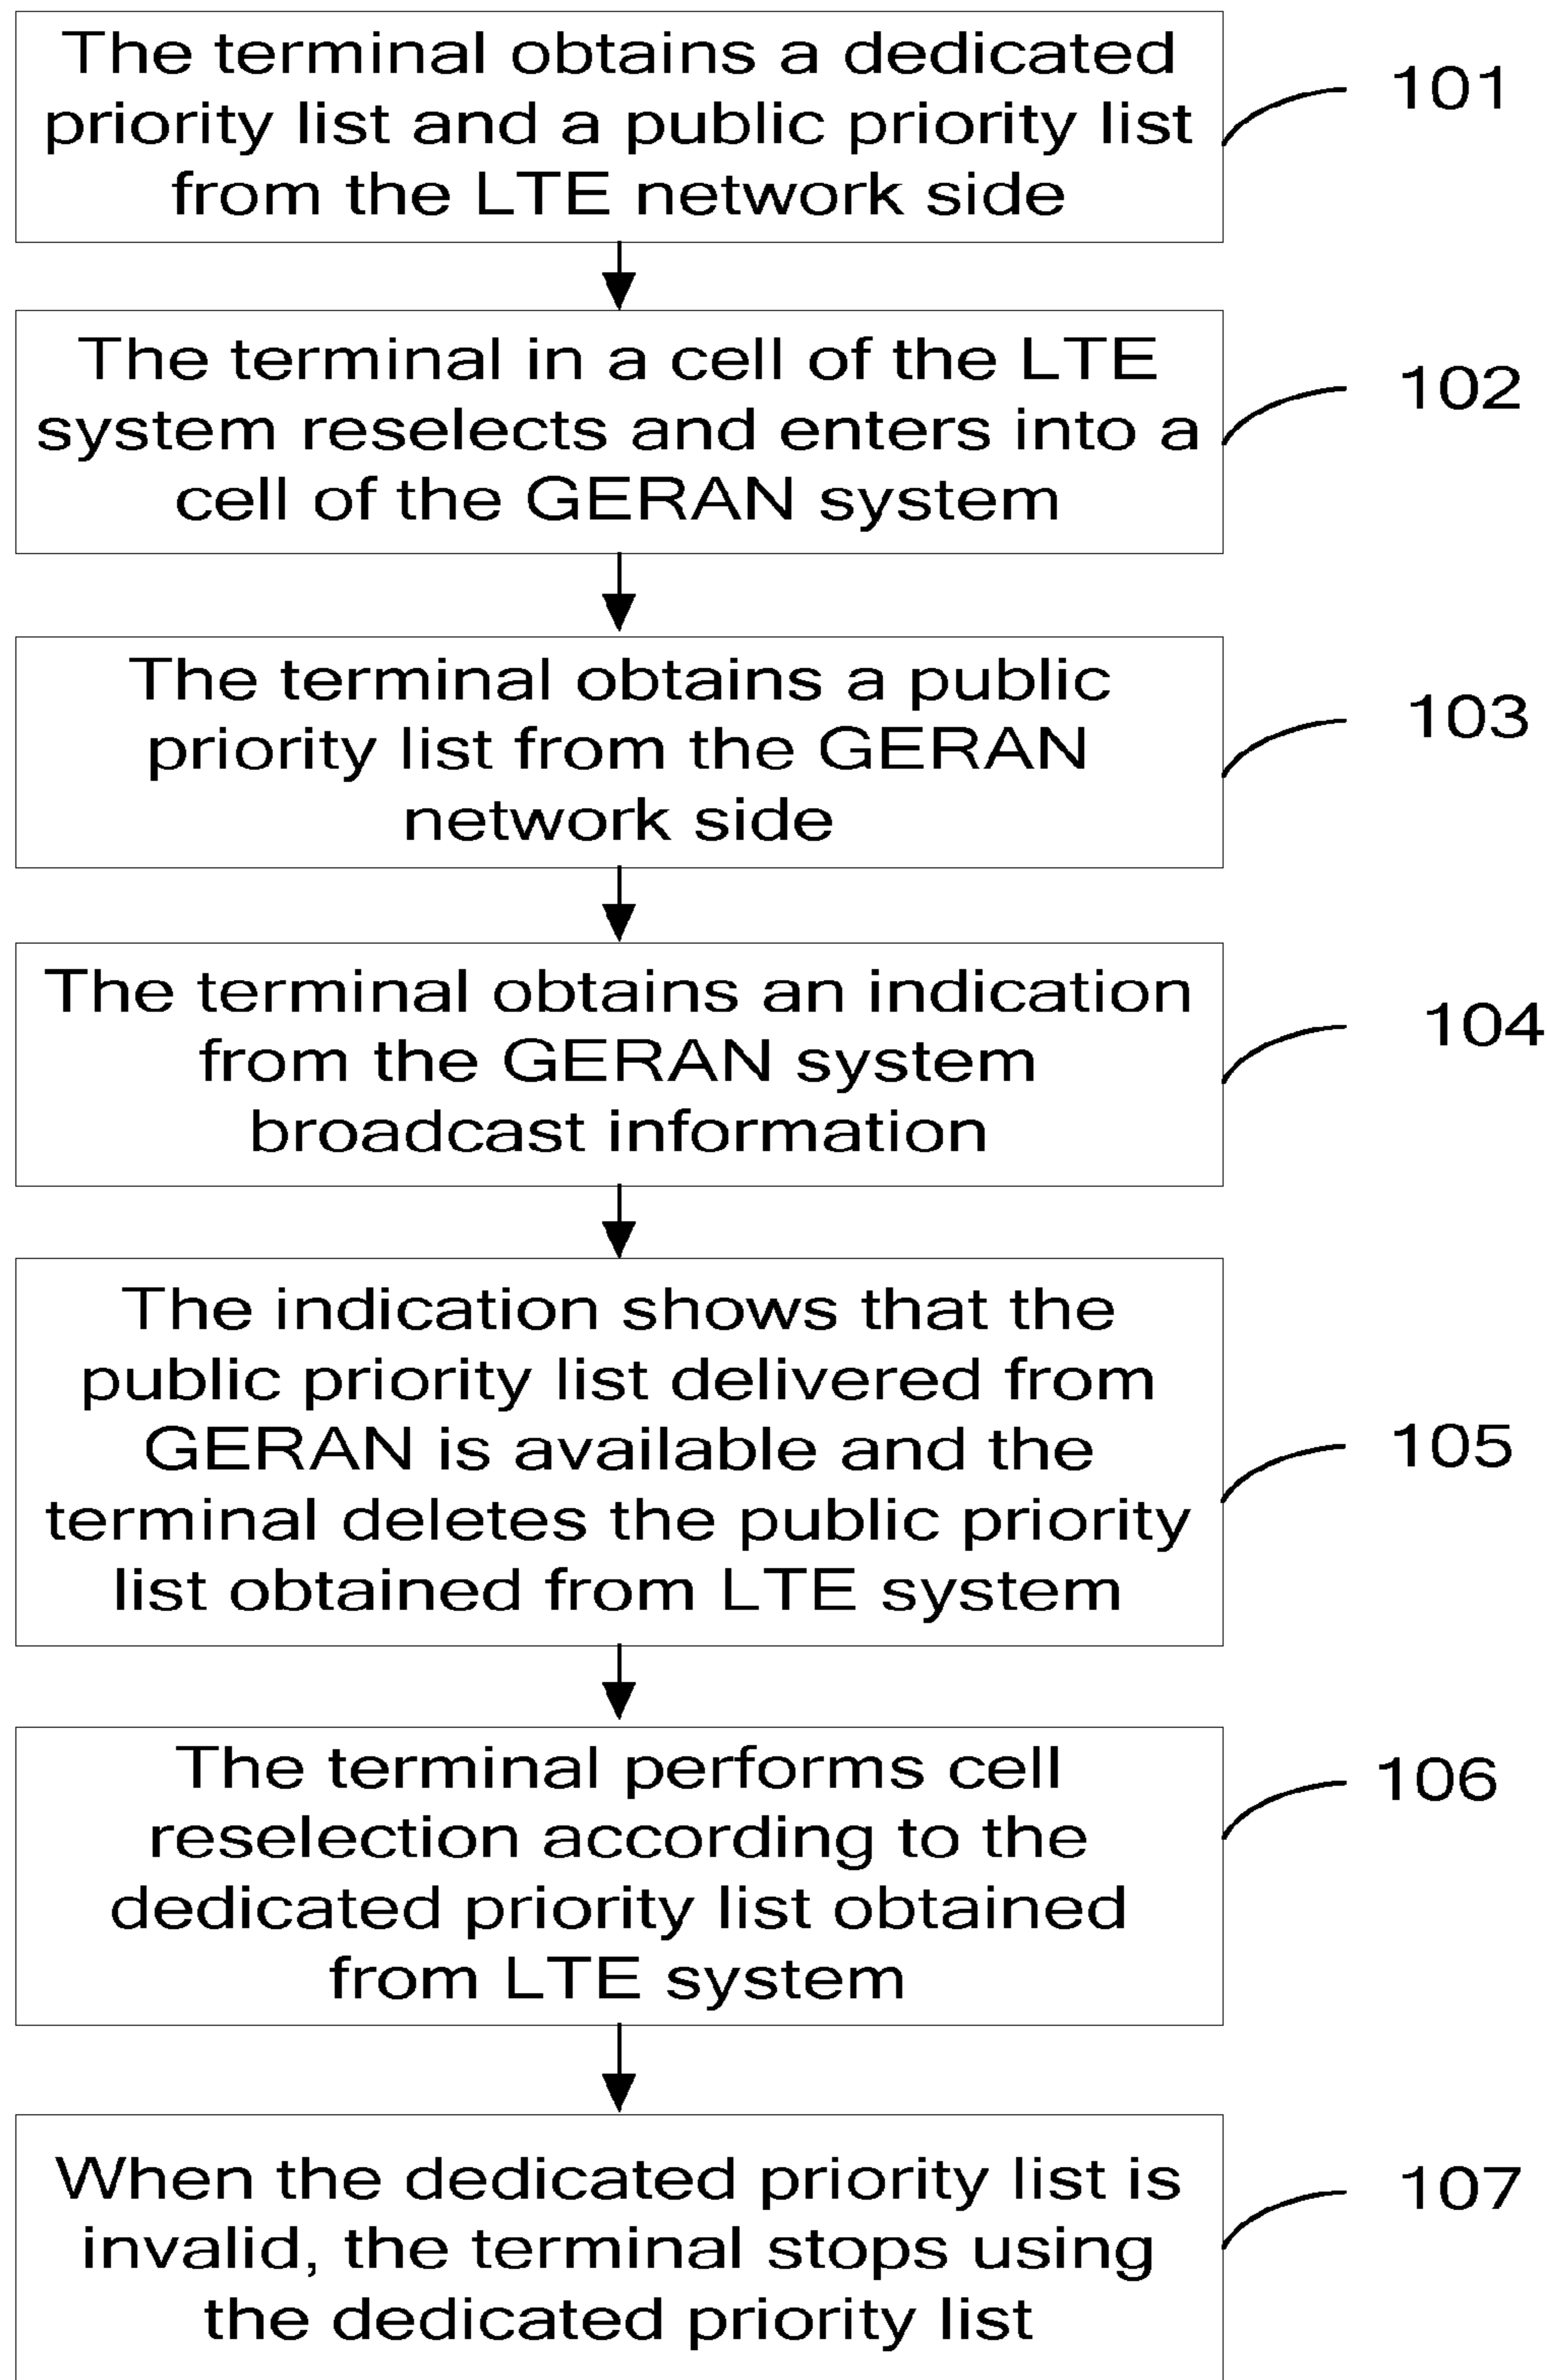 The terminal obtains a dedicated
priority list and a public priority list
from the LTE network side
101
The terminal in a cell of the LTE
system reselects and enters into a
cell of the GERAN system
102
The terminal obtains a public
priority list from the GERAN
network side
103
The terminal obtains an indication
from the GERAN system
broadcast information
104
The indication shows that the
public priority list delivered from
GERAN is available and the
terminal deletes the public priority
list obtained from LTE system
105
The terminal performs cell
reselection according to the
dedicated priority list obtained
from LTE system
106
When the dedicated priority list is
invalid, the terminal stops using
the dedicated priority list
107